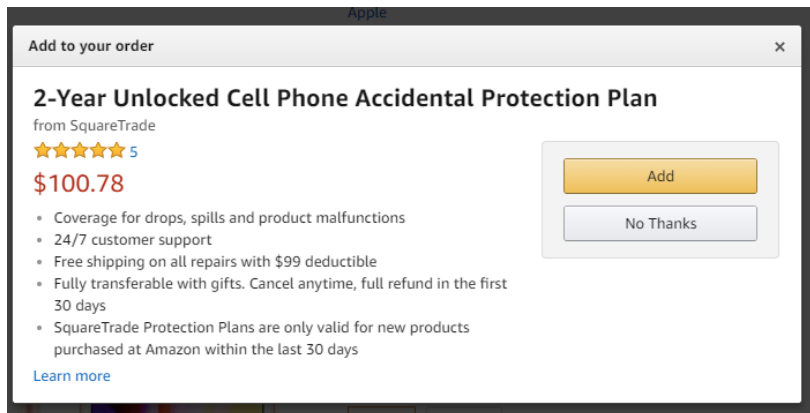 Apple
Add to your order
×
2-Year Unlocked Cell Phone Accidental Protection Plan
from SquareTrade
5
$100.78
Add
No Thanks
• Coverage for drops, spills and product malfunctions
• 24/7 customer support
• Free shipping on all repairs with $99 deductible
• Fully transferable with gifts. Cancel anytime, full refund in the first
30 days
• SquareTrade Protection Plans are only valid for new products
purchased at Amazon within the last 30 days
Learn more